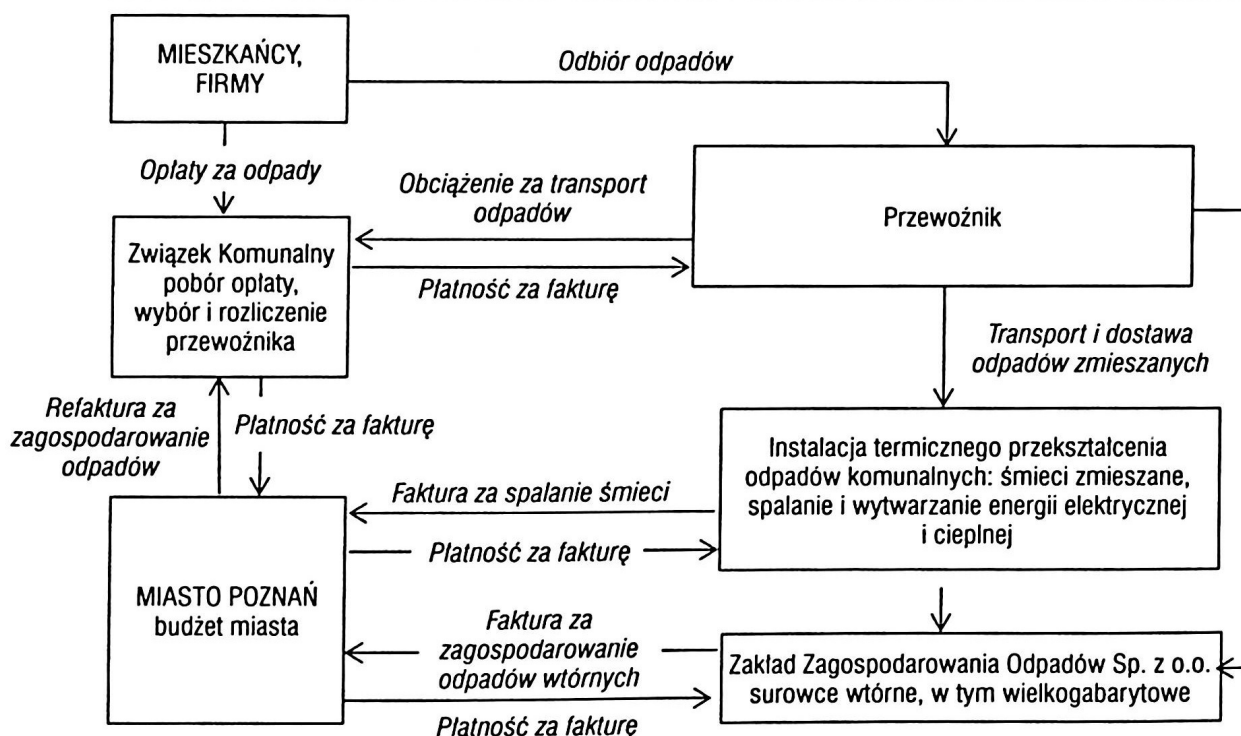 MIESZKAŃCY,
FIRMY
Odbiór odpadów
Opłaty za odpady
Obciążenie za transport
odpadów
Przewoźnik
Związek Komunalny
pobór opłaty,
wybór i rozliczenie
przewoźnika
Płatność za fakturę
Transport i dostawa
odpadów zmieszanych
Refaktura za
zagospodarowanie
odpadów
Płatność za fakturę
Instalacja termicznego przekształcenia
odpadów komunalnych: śmieci zmieszane,
spalanie i wytwarzanie energii elektrycznej
i cieplnej
Faktura za spalanie śmieci
Płatność za fakturę
MIASTO POZNAŃ
budżet miasta
Faktura za
zagospodarowanie
odpadów wtórnych
Zakład Zagospodarowania Odpadów Sp. z o.o.
surowce wtórne, w tym wielkogabarytowe
Płatność za fakturę